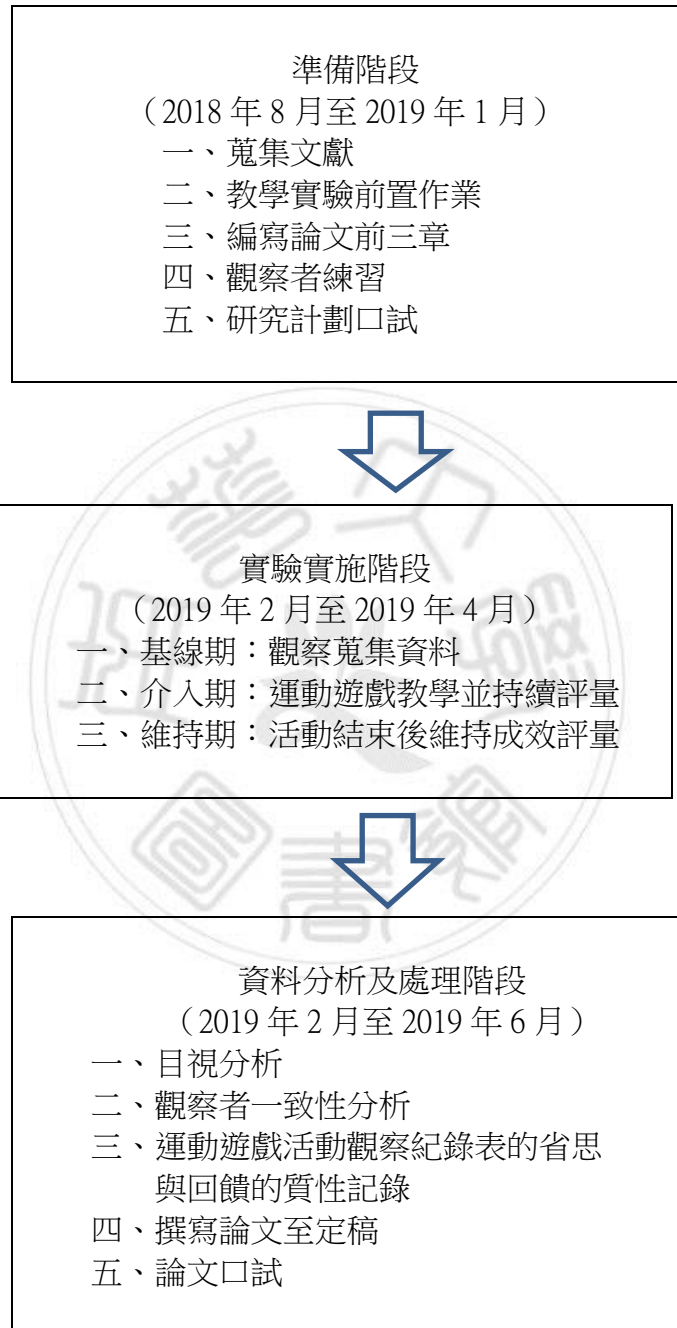 準備階段
（2018 年 8 月至 2019 年 1 月）
一、蒐集文獻
二、教學實驗前置作業
三、編寫論文前三章
四、觀察者練習
五、研究計劃口試
實驗實施階段
（2019 年 2 月至 2019 年 4 月）
一、基線期：觀察蒐集資料
二、介入期：運動遊戲教學並持續評量
三、維持期：活動結束後維持成效評量
資料分析及處理階段
（2019 年 2 月至 2019 年 6 月）
一、目視分析
二、觀察者一致性分析
三、運動遊戲活動觀察紀錄表的省思
與回饋的質性記錄
四、撰寫論文至定稿
五、論文口試